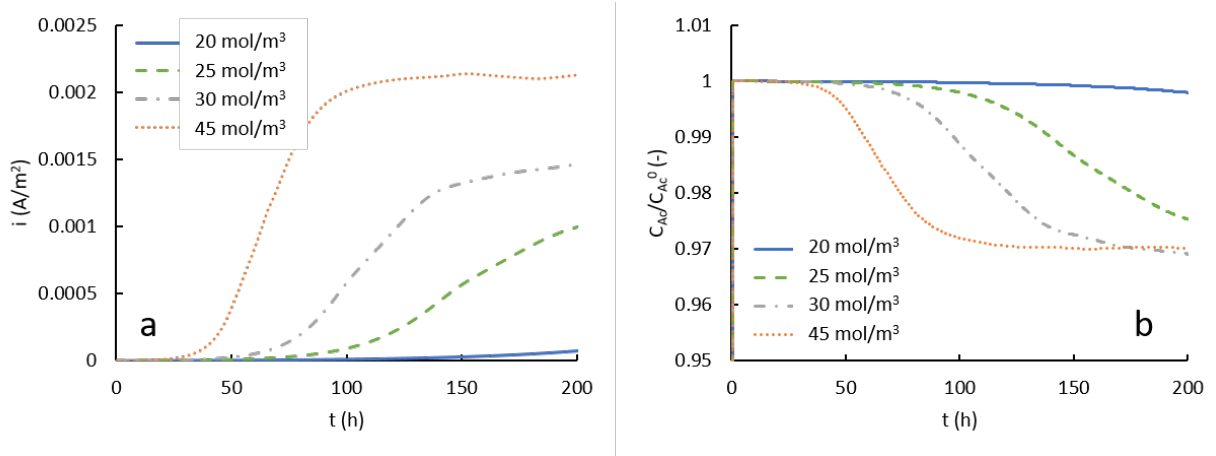 0.0025
0.002
0.0015
0.001
0.0005
0
i (A/m²)
20 mol/m³
25 mol/m³
30 mol/m³
45 mol/m³
a
0
50
100
150
200
t (h)
1.01
1
0.99
0.98
0.97
0.96
0.95
C_Ac/C_Ac⁰ (-)
20 mol/m³
25 mol/m³
30 mol/m³
45 mol/m³
b
0
50
100
150
200
t (h)